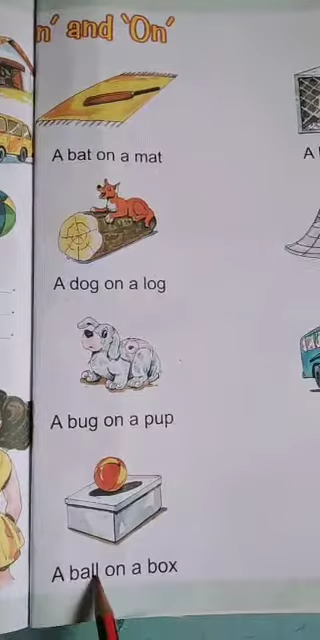 n' and 'On'
A bat on a mat
A dog on a log
A bug on a pup
A ball on a box
A